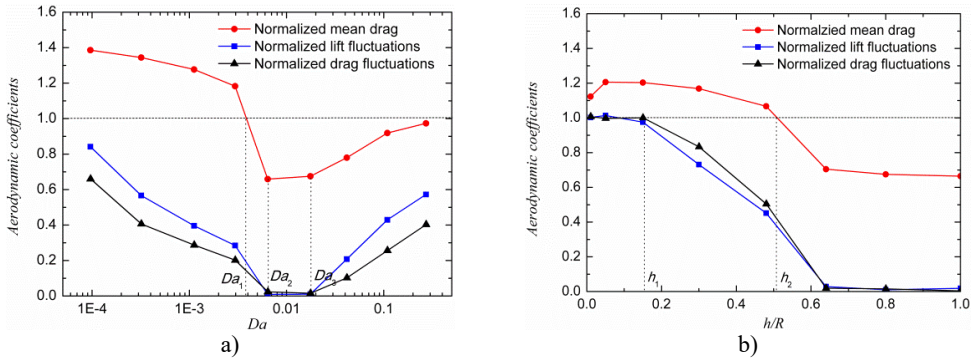 Normalized mean drag
Normalized lift fluctuations
Normalized drag fluctuations
Aerodynamic coefficients
1.6
1.4
1.2
1.0
0.8
0.6
0.4
0.2
0.0
Da1
Da2
Da3
1E-4
1E-3
0.01
0.1
Da
a)
Normalzied mean drag
Normalized lift fluctuations
Normalized drag fluctuations
Aerodynamic coefficients
1.6
1.4
1.2
1.0
0.8
0.6
0.4
0.2
0.0
h1
h2
0.0
0.2
0.4
0.6
0.8
1.0
h/R
b)